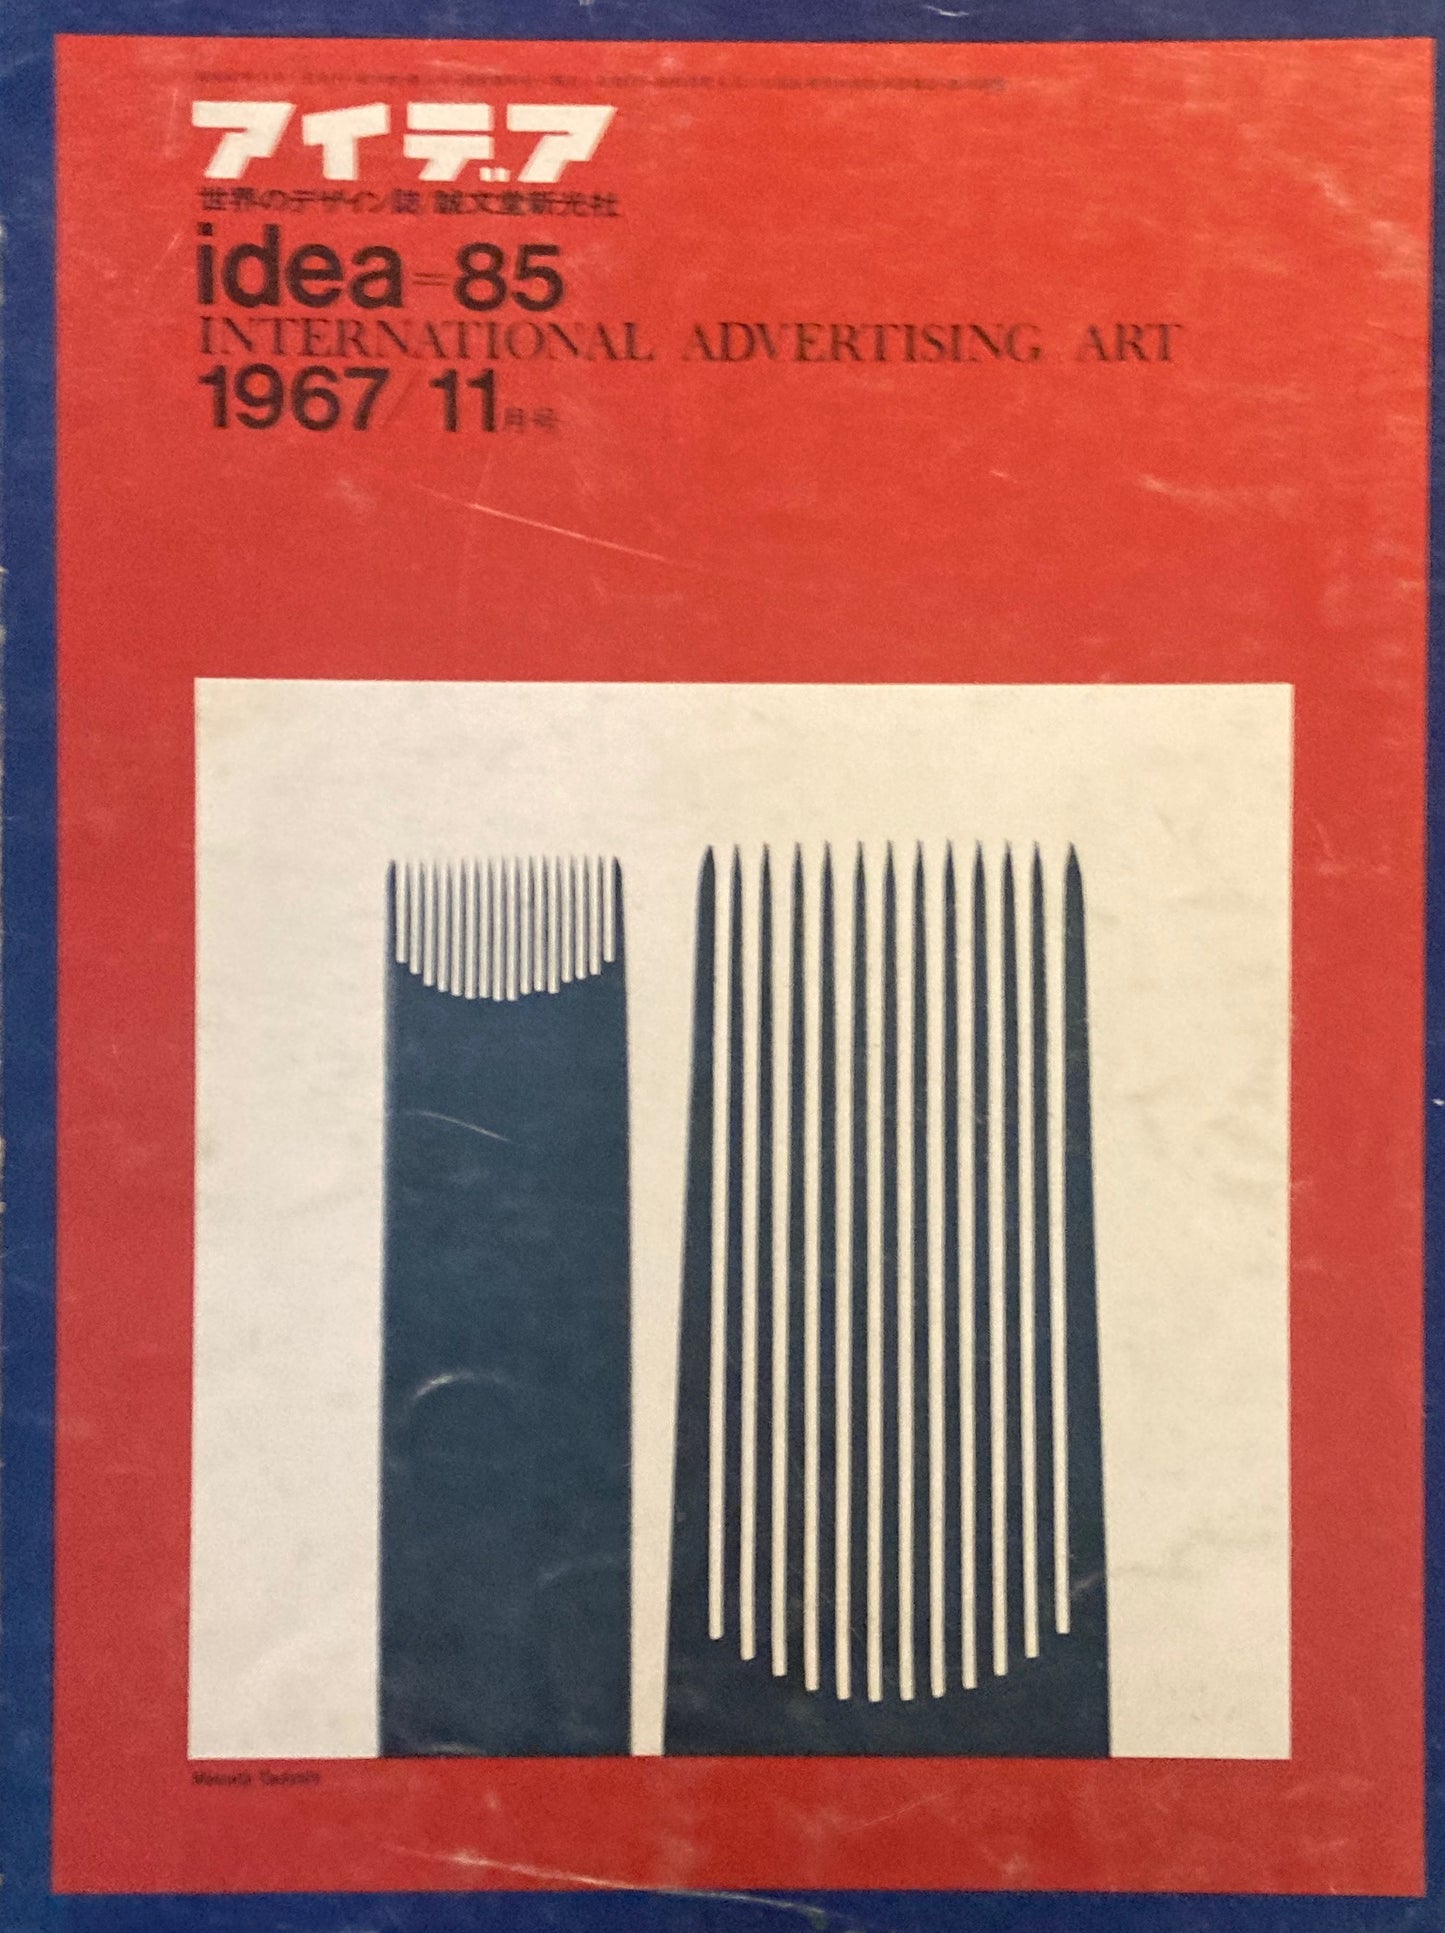 アイデア
世界のデザイン誌/誠文堂新光社
idea=85
INTERNATIONAL ADVERTISING ART
1967/11月号